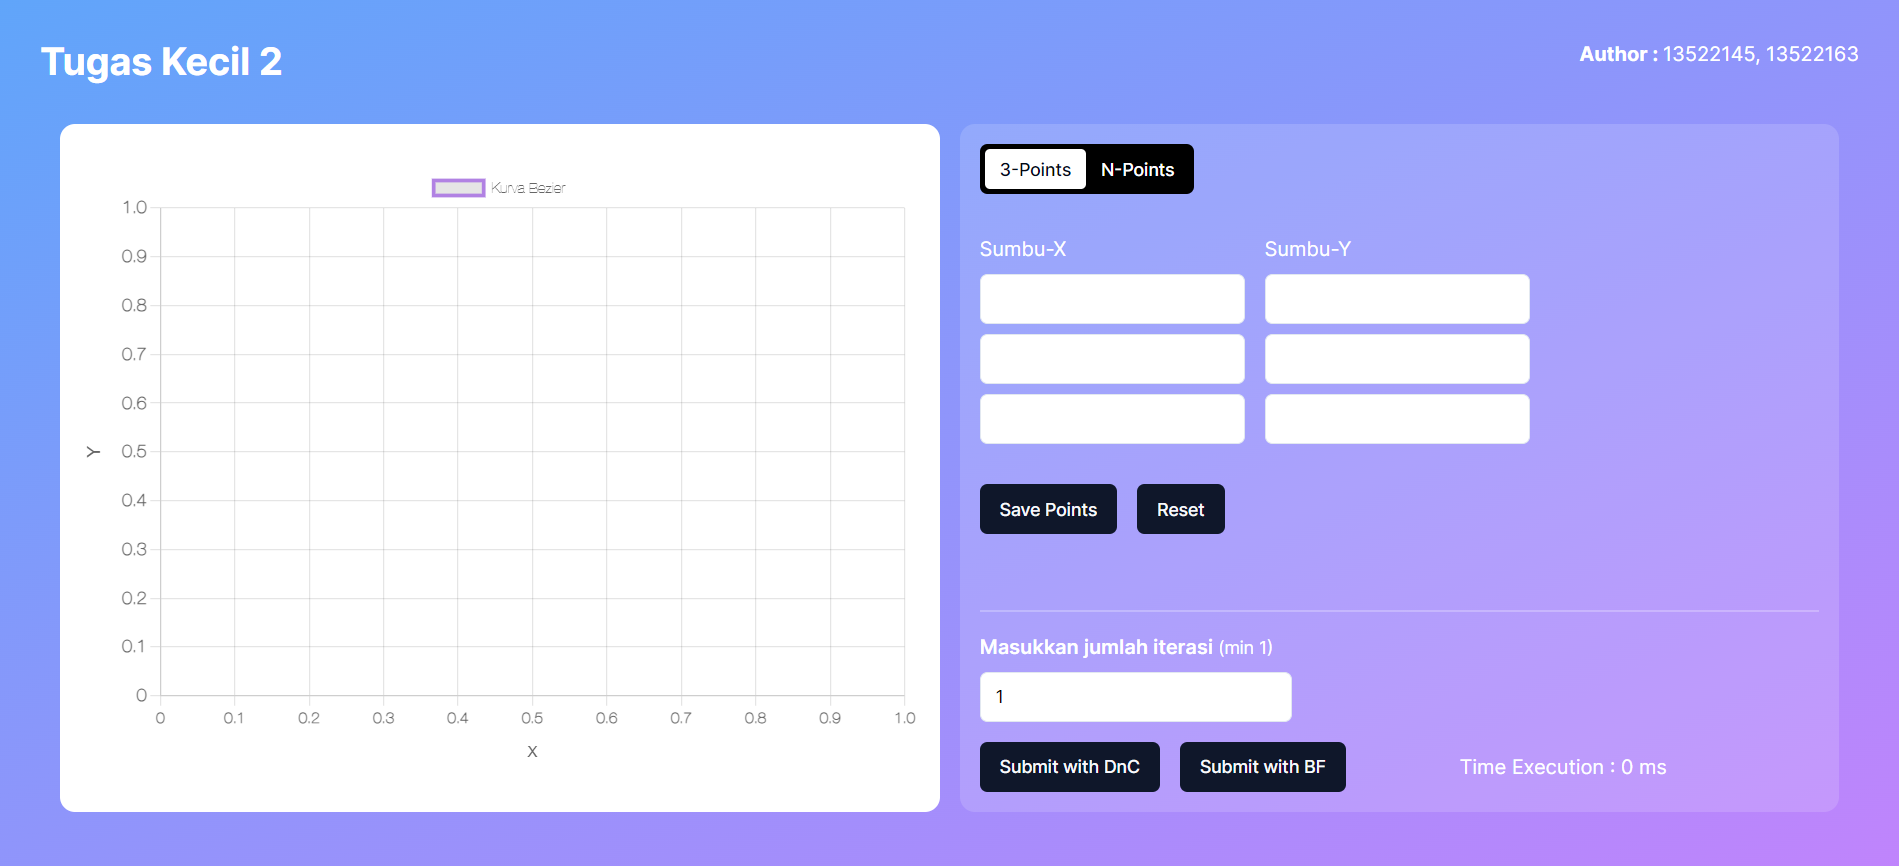 Tugas Kecil 2
Author : 13522145, 13522163
Kurva Bezier
1.0
0.9
0.8
0.7
0.6
0.5
0.4
0.3
0.2
0.1
0
Y
0 0.1 0.2 0.3 0.4 0.5 0.6 0.7 0.8 0.9 1.0
X
3-Points N-Points
Sumbu-X Sumbu-Y
Save Points Reset
Masukkan jumlah iterasi (min 1)
1
Submit with DnC Submit with BF Time Execution : 0 ms